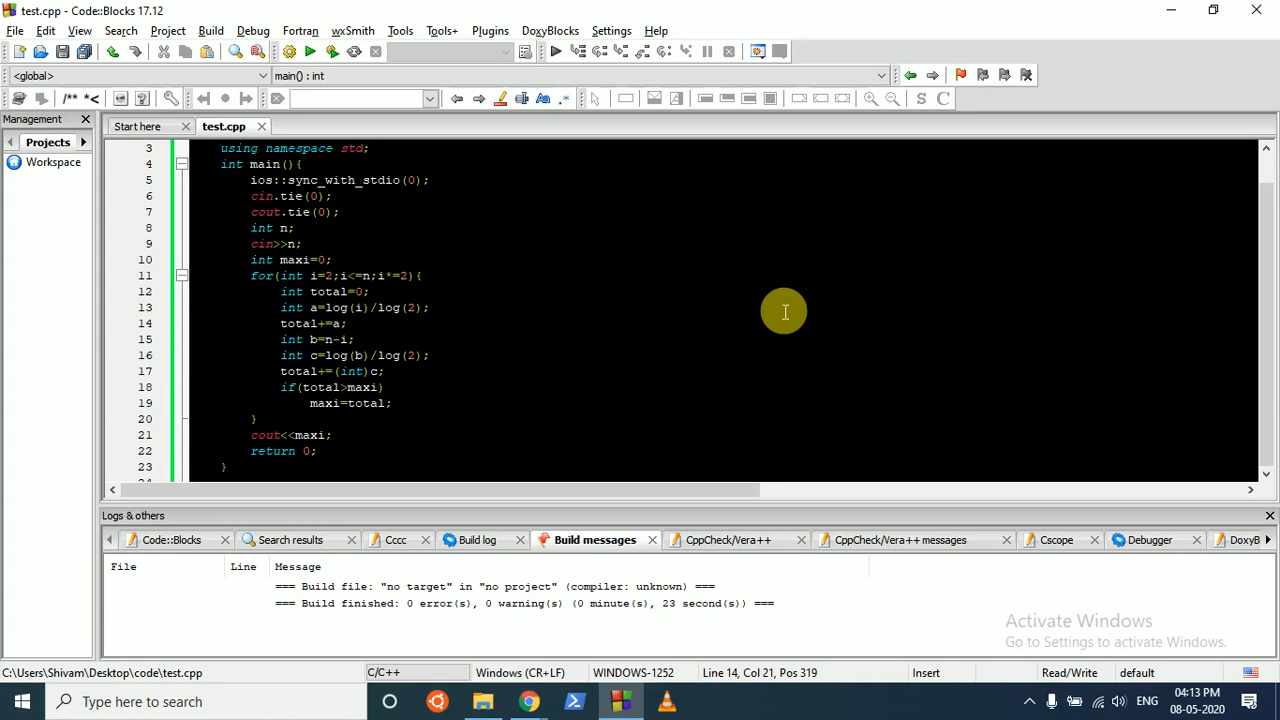 test.cpp - Code::Blocks 17.12
File Edit View Search Project Build Debug Fortran wxSmith Tools Tools+ Plugins DoxyBlocks Settings Help
<global> main() : int
/** *<
S C
Management
Start here test.cpp
Projects
Workspace
3 using namespace std;
4 int main(){
5 ios::sync_with_stdio(0);
6 cin.tie(0);
7 cout.tie(0);
8 int n;
9 cin>>n;
10 int maxi=0;
11 for(int i=2;i<=n;i*=2){
12 int total=0;
13 int a=log(i)/log(2);
14 total+=a;
15 int b=n-i;
16 int c=log(b)/log(2);
17 total+=(int)c;
18 if(total>maxi)
19 maxi=total;
20 }
21 cout<<maxi;
22 return 0;
23 }
Logs & others
Code::Blocks Search results Cccc Build log Build messages CppCheck/Vera++ CppCheck/Vera++ messages Cscope Debugger DoxyB
File Line Message
=== Build file: "no target" in "no project" (compiler: unknown) ===
=== Build finished: 0 error(s), 0 warning(s) (0 minute(s), 23 second(s)) ===
Activate Windows
Go to Settings to activate Windows.
C:\Users\Shivam\Desktop\code\test.cpp C/C++ Windows (CR+LF) WINDOWS-1252 Line 14, Col 21, Pos 319 Insert Read/Write default
Type here to search
ENG
04:13 PM
08-05-2020